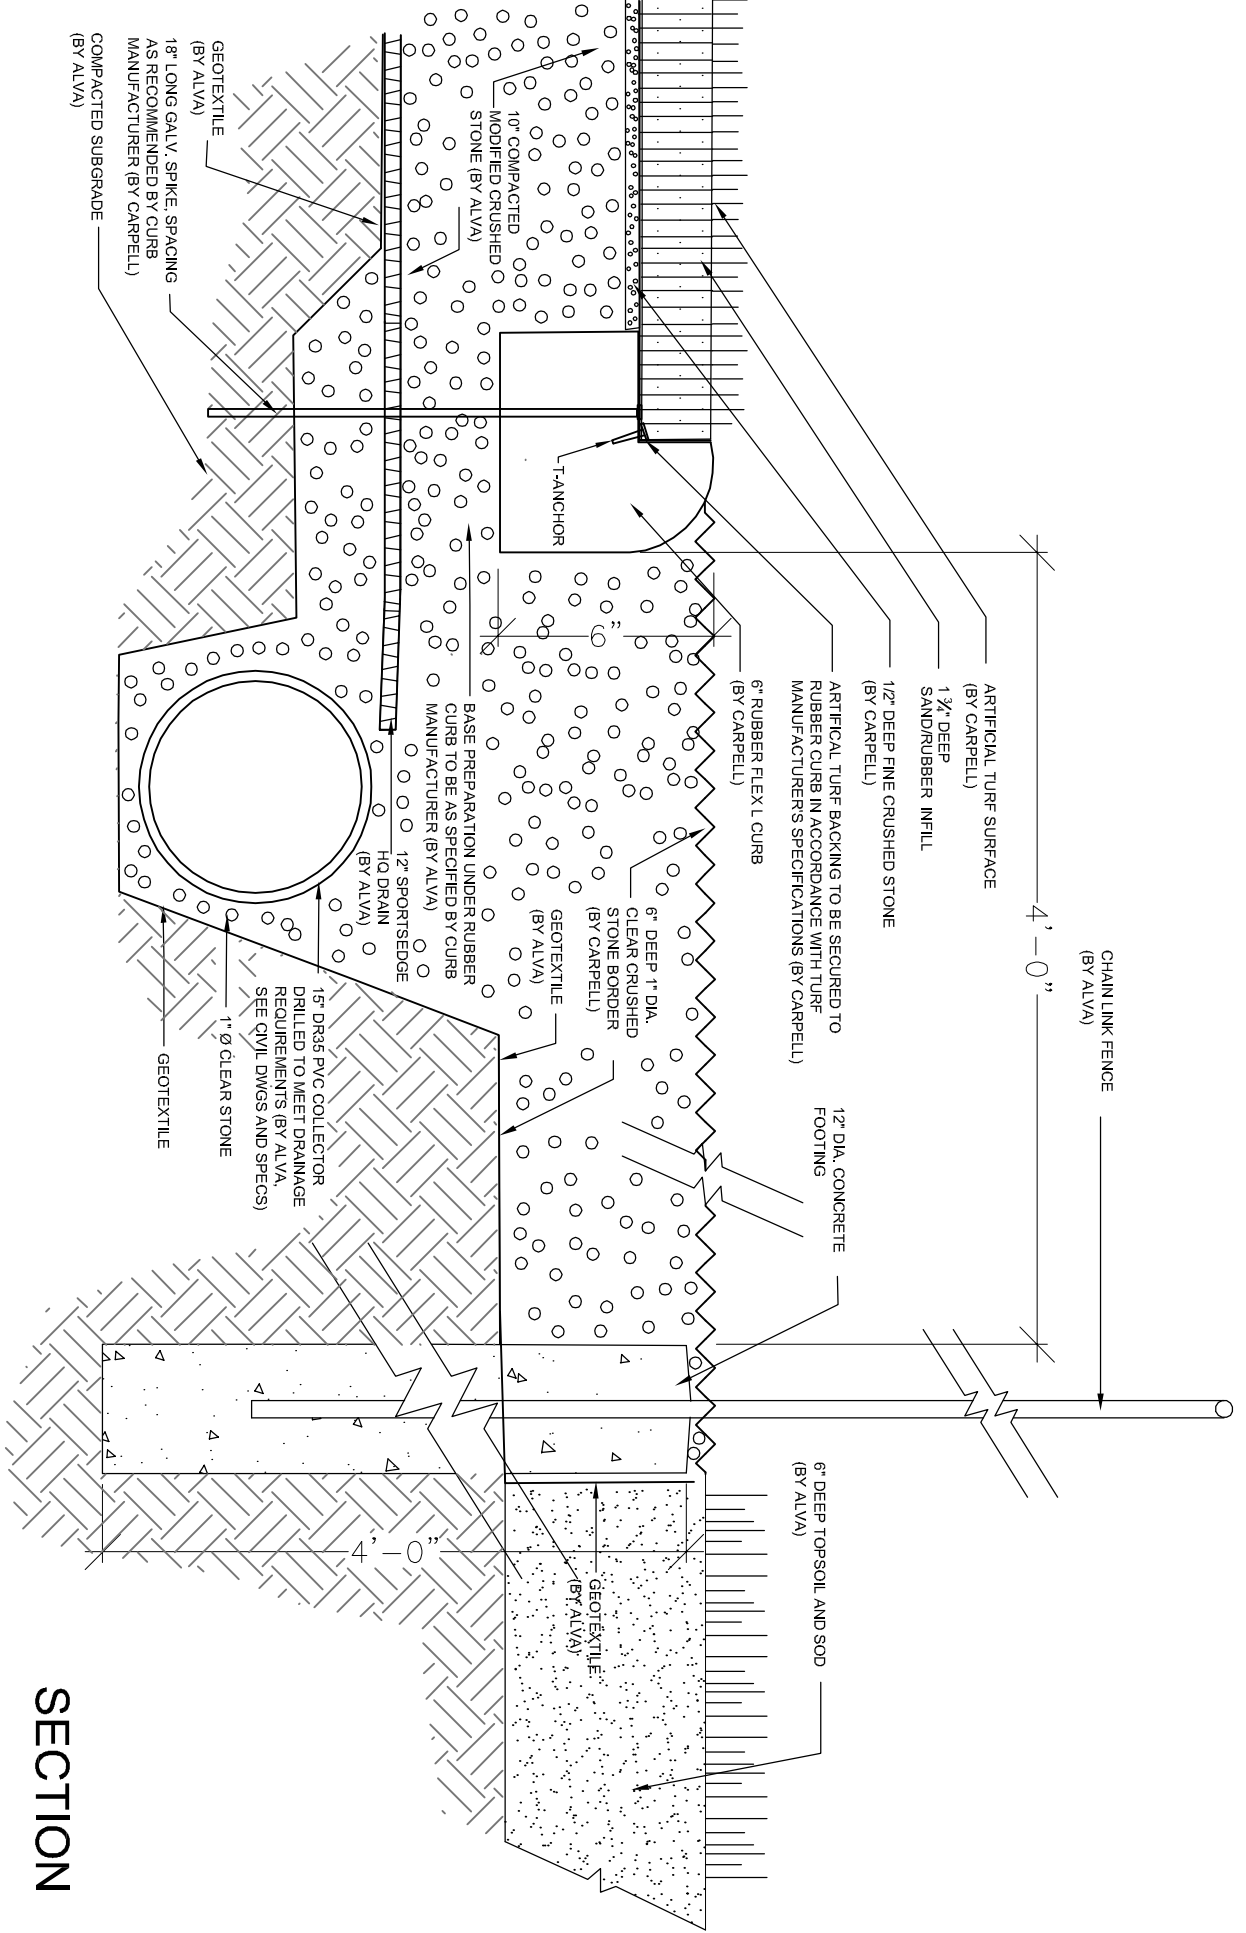 CHAIN LINK FENCE
(BY ALVA)
4'-0"
ARTIFICIAL TURF SURFACE
(BY CARPELL)
1 3/4" DEEP
SAND/RUBBER INFILL
1/2" DEEP FINE CRUSHED STONE
(BY CARPELL)
ARTIFICAL TURF BACKING TO BE SECURED TO
RUBBER CURB IN ACCORDANCE WITH TURF
MANUFACTURER'S SPECIFICATIONS (BY CARPELL)
6" RUBBER FLEX L CURB
(BY CARPELL)
12" DIA. CONCRETE
FOOTING
6" DEEP TOPSOIL AND SOD
(BY ALVA)
6"
T-ANCHOR
10" COMPACTED
MODIFIED CRUSHED
STONE (BY ALVA)
6" DEEP 1" DIA.
CLEAR CRUSHED
STONE BORDER
(BY CARPELL)
GEOTEXTILE
(BY ALVA)
GEOTEXTILE
(BY ALVA)
BASE PREPARATION UNDER RUBBER
CURB TO BE AS SPECIFIED BY CURB
MANUFACTURER (BY ALVA)
12" SPORTSEDGE
HQ DRAIN
(BY ALVA)
4'-0"
15" DR35 PVC COLLECTOR
DRILLED TO MEET DRAINAGE
REQUIREMENTS (BY ALVA,
SEE CIVIL DWGS AND SPECS)
1" Ø CLEAR STONE
GEOTEXTILE
GEOTEXTILE
(BY ALVA)
18" LONG GALV. SPIKE, SPACING
AS RECOMMENDED BY CURB
MANUFACTURER (BY CARPELL)
COMPACTED SUBGRADE
(BY ALVA)
SECTION